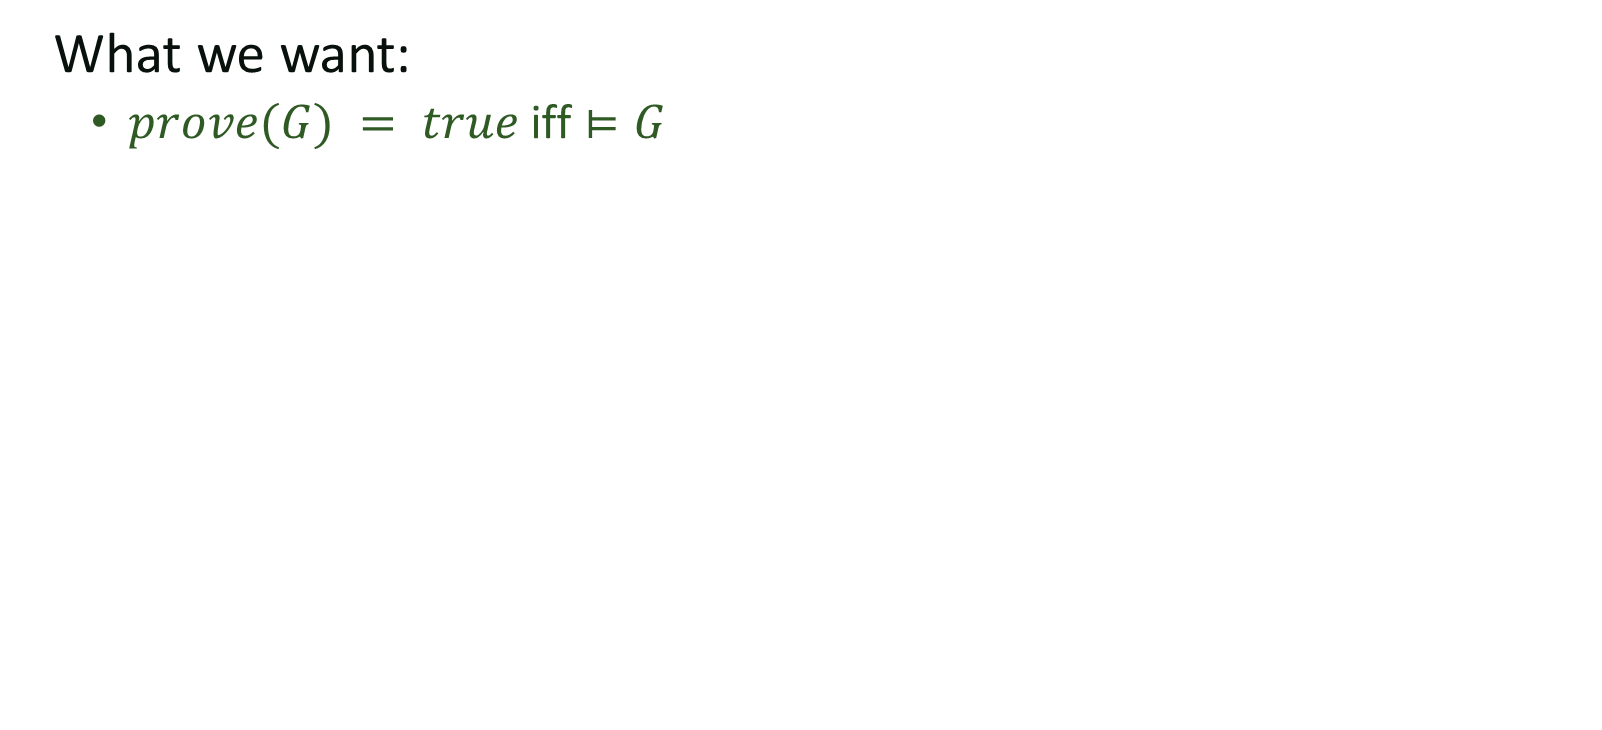 What we want:
• prove(G) = true iff ⊨ G